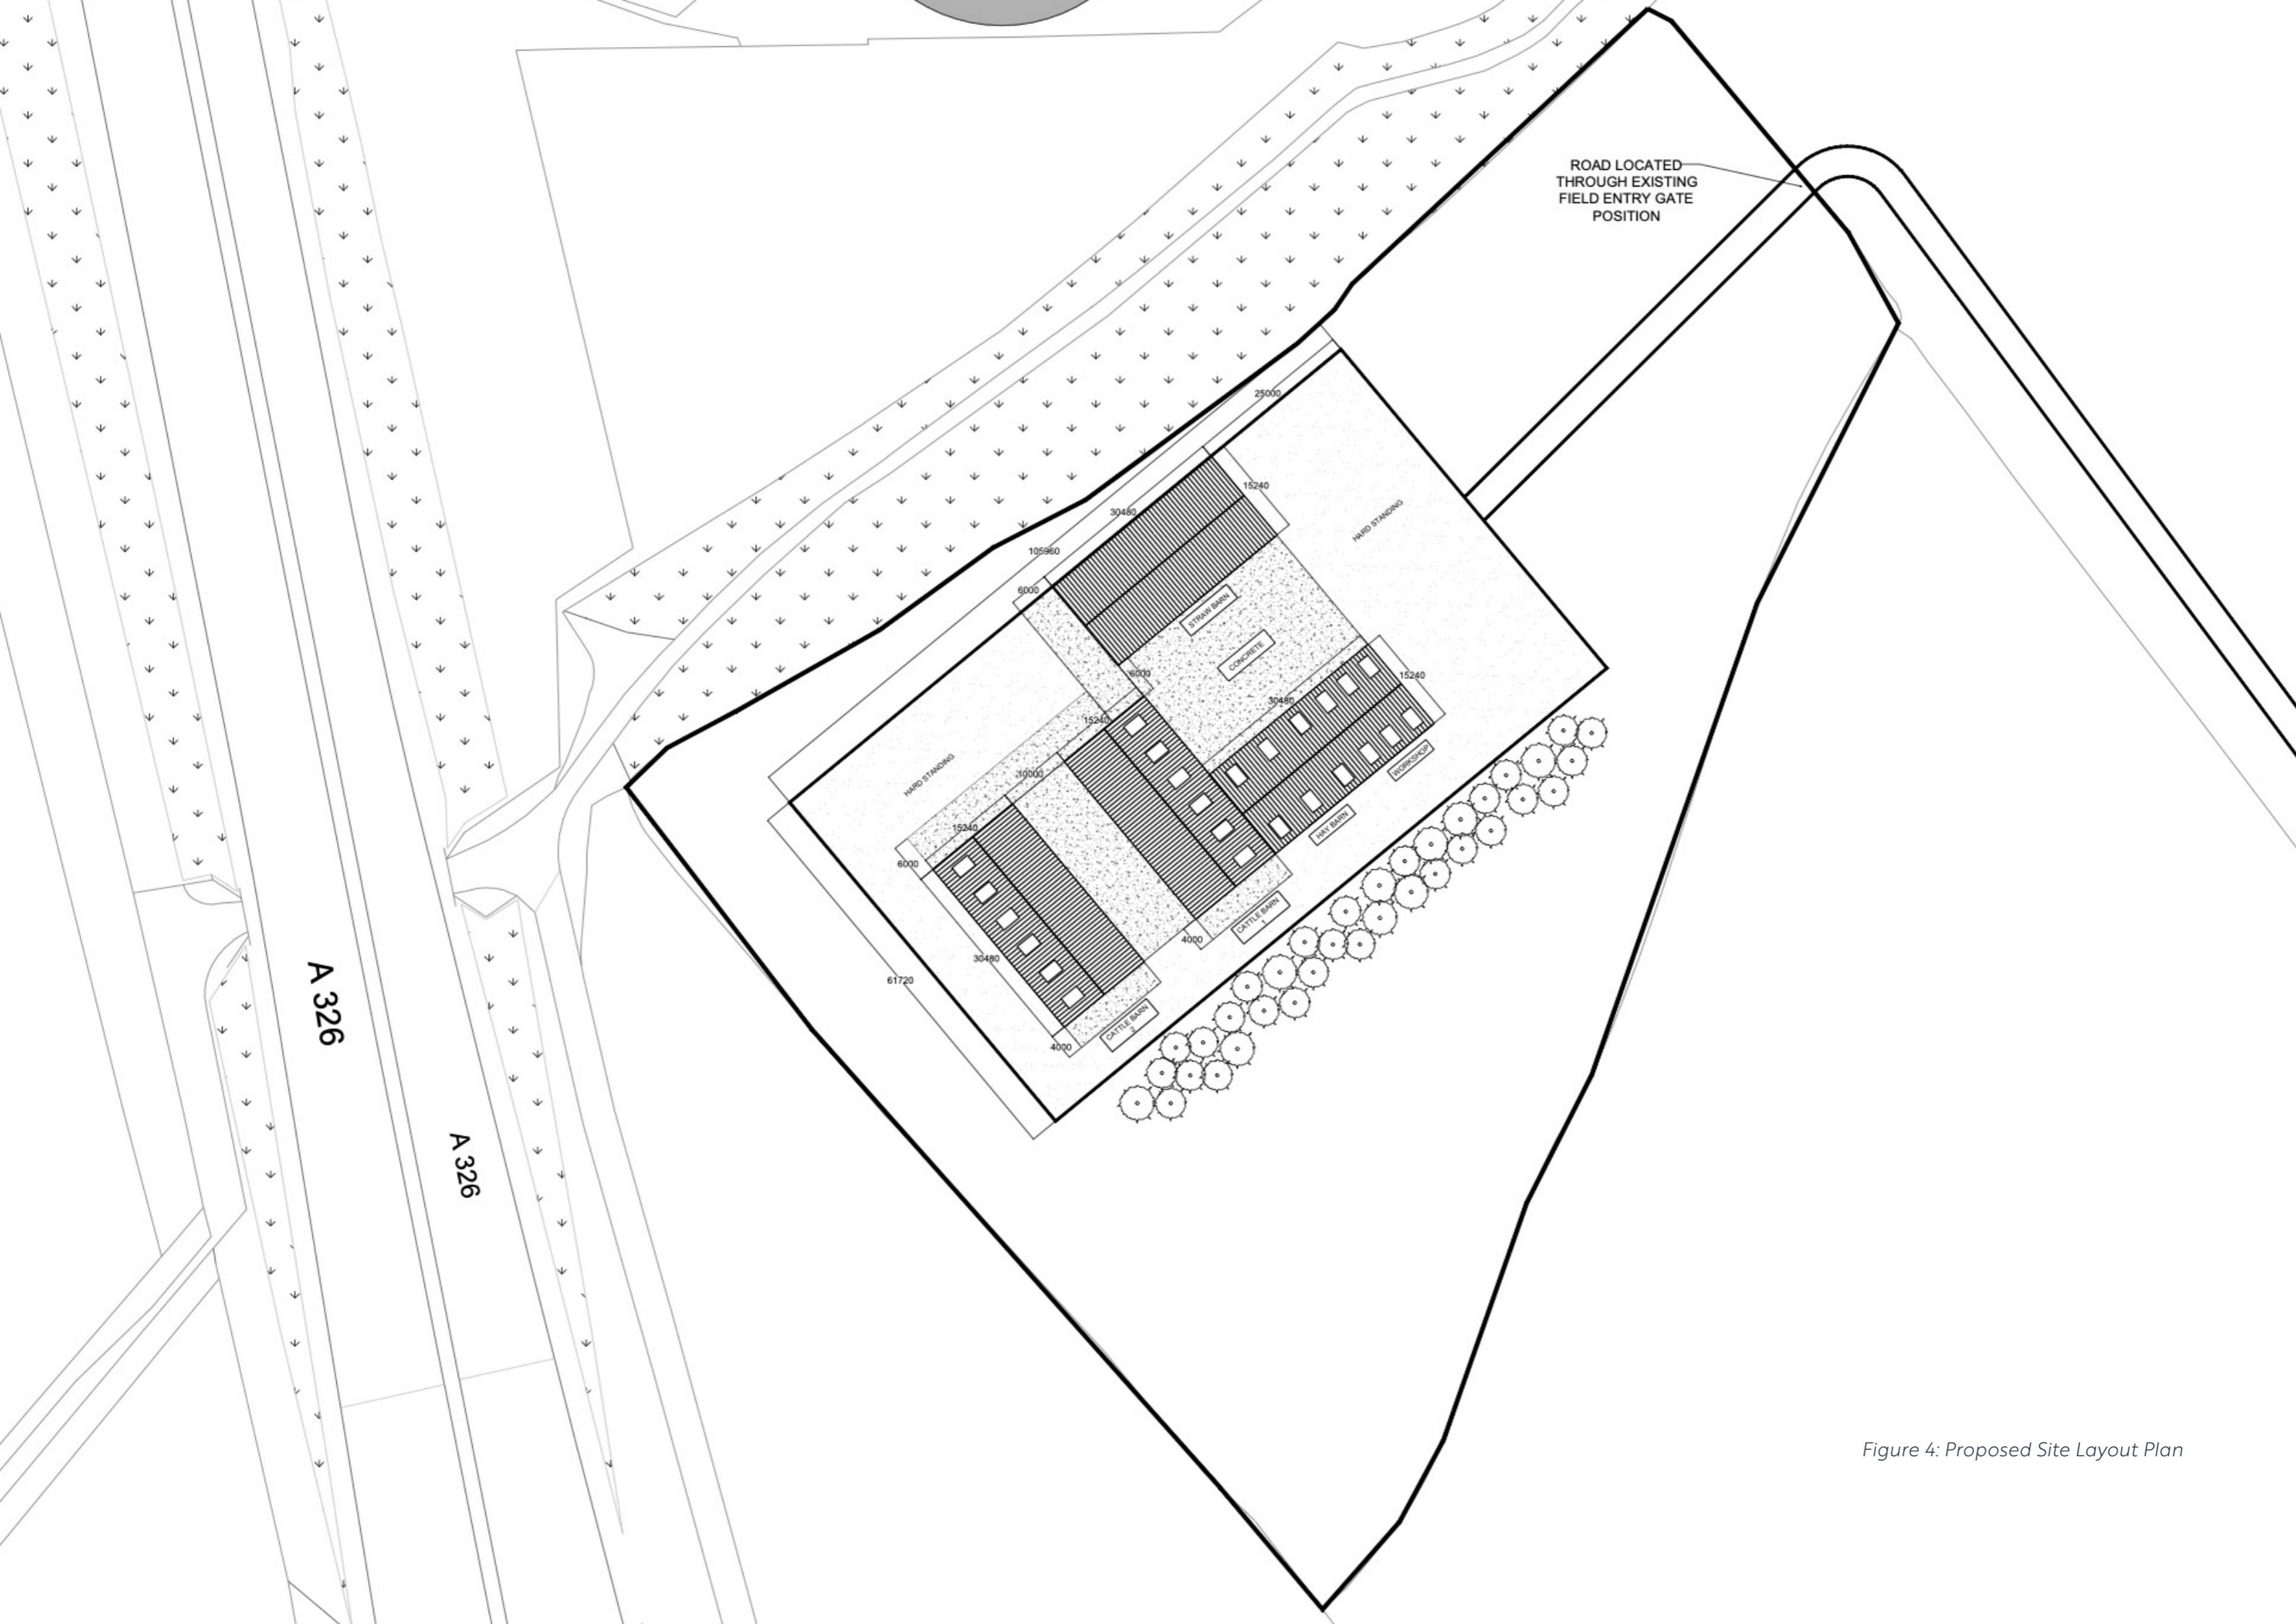 ROAD LOCATED
THROUGH EXISTING
FIELD ENTRY GATE
POSITION
25000
15240
30480
HARD STANDING
105960
6000
STRAW BARN
CONCRETE
6000
15240
30480
15240
WORKSHOP
HARD STANDING
10000
HAY BARN
15240
6000
CATTLE BARN
1
4000
30480
61720
CATTLE BARN
2
4000
A 326
A 326
Figure 4: Proposed Site Layout Plan